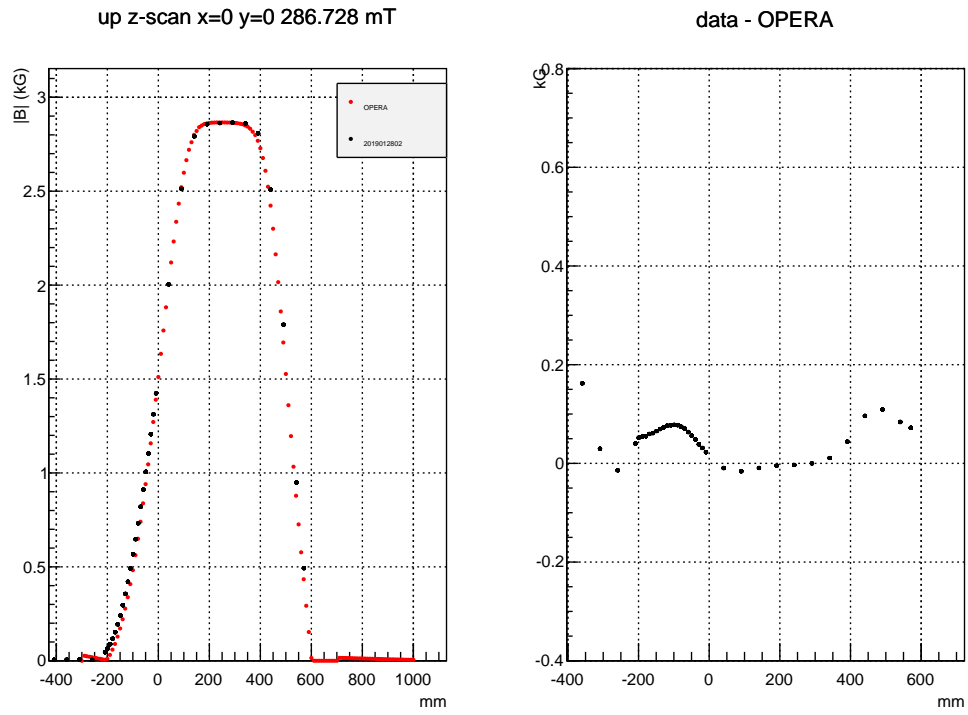 up z-scan x=0 y=0 286.728 mT
|B| (kG)
3
2.5
2
1.5
1
0.5
0
-400 -200 0 200 400 600 800 1000
mm
OPERA
2019012802
data - OPERA
kG
0.8
0.6
0.4
0.2
0
-0.2
-0.4
-400 -200 0 200 400 600
mm